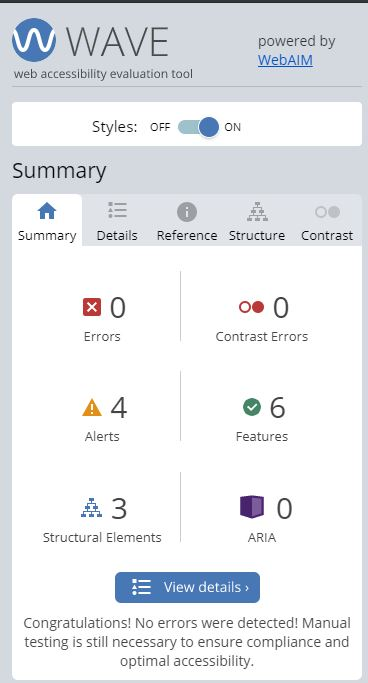 WAVE
powered by
WebAIM
web accessibility evaluation tool
Styles: OFF ON
Summary
Summary Details Reference Structure Contrast
0 0
Errors Contrast Errors
4 6
Alerts Features
3 0
Structural Elements ARIA
View details ›
Congratulations! No errors were detected! Manual
testing is still necessary to ensure compliance and
optimal accessibility.